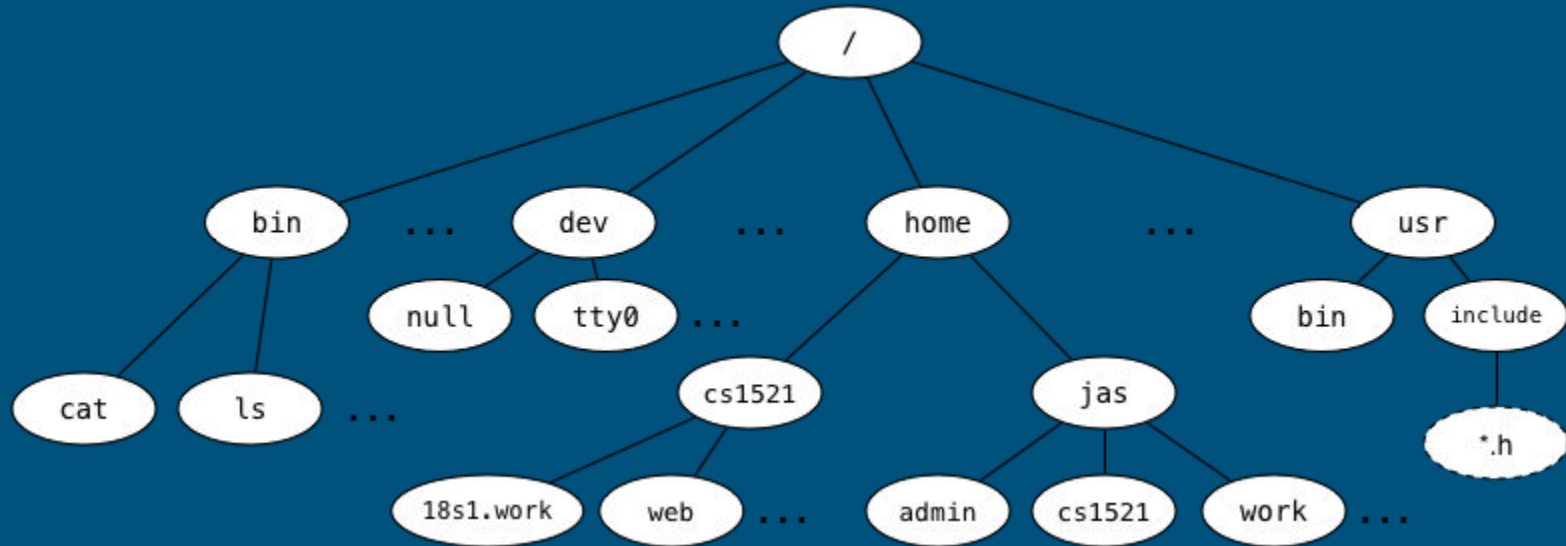 /
bin ... dev ... home ... usr
null tty0 ... bin include
cat ls ... cs1521 jas
*.h
18s1.work web ... admin cs1521 work ...